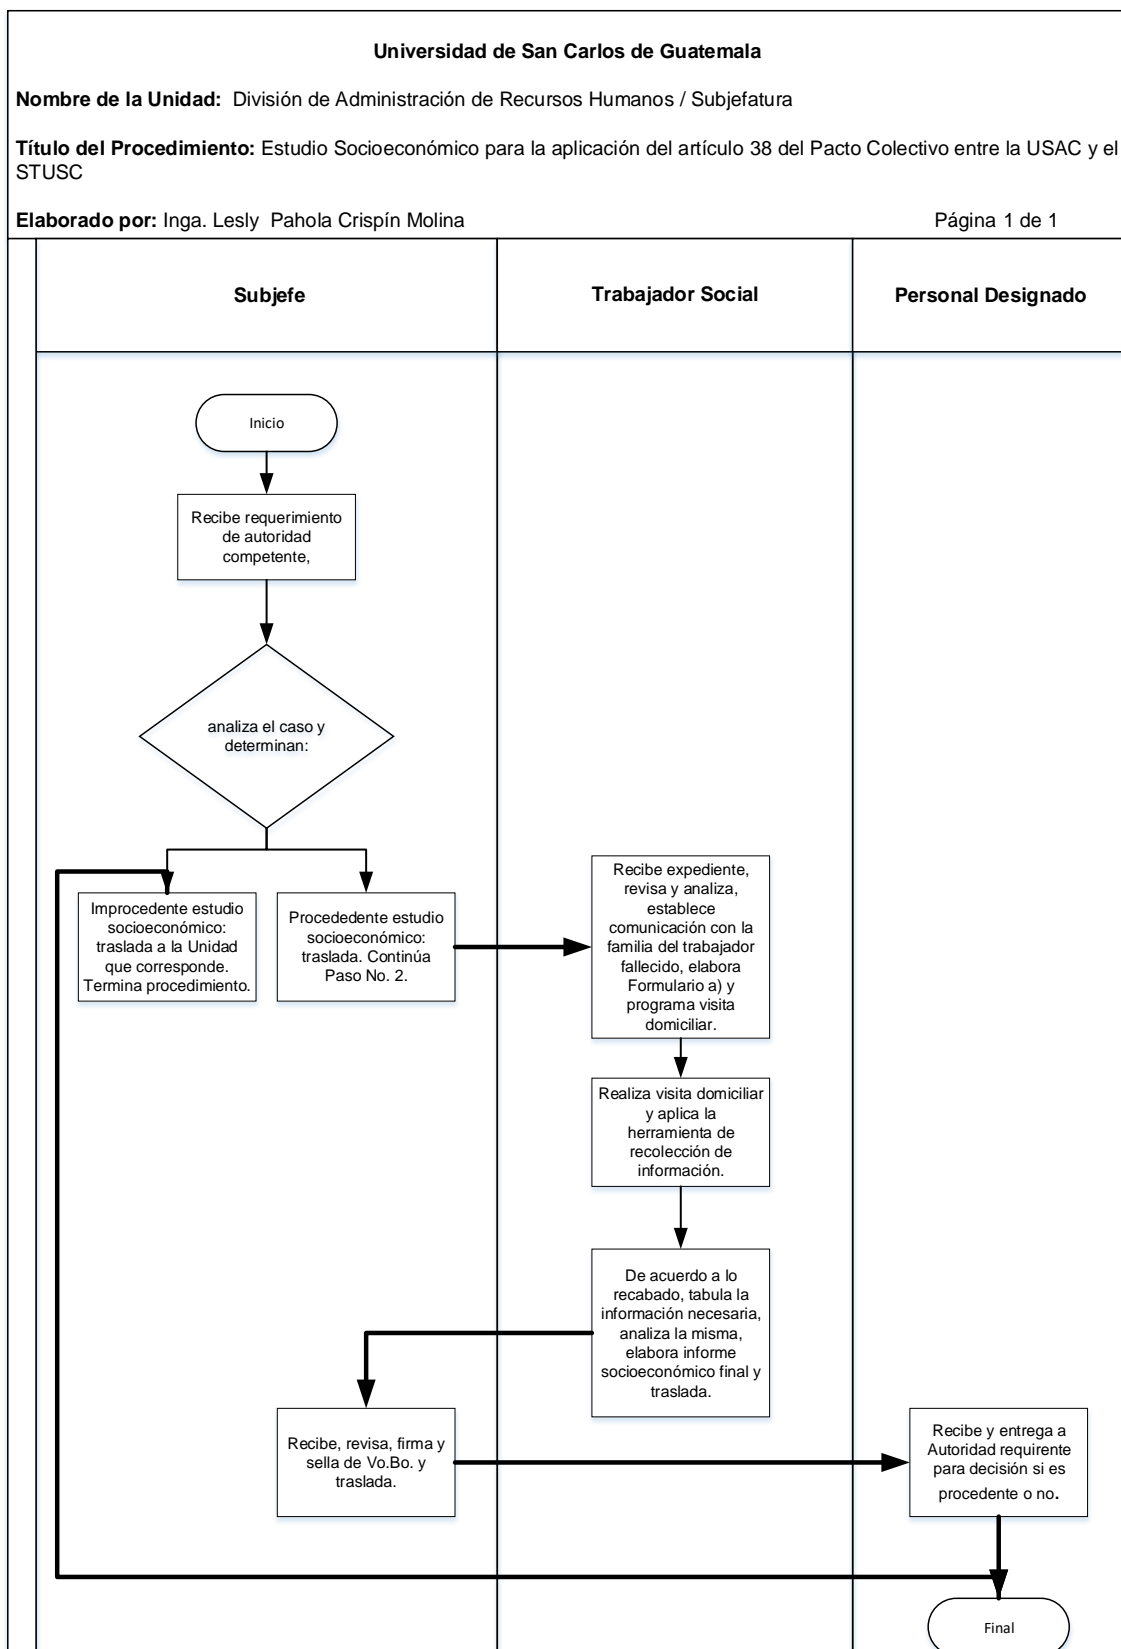 Universidad de San Carlos de Guatemala
Nombre de la Unidad: División de Administración de Recursos Humanos / Subjefatura
Título del Procedimiento: Estudio Socioeconómico para la aplicación del artículo 38 del Pacto Colectivo entre la USAC y el
STUSC
Elaborado por: Inga. Lesly Pahola Crispín Molina Página 1 de 1
Subjefe
Trabajador Social
Personal Designado
Inicio
Recibe requerimiento
de autoridad
competente,
analiza el caso y
determinan:
Improcedente estudio
socioeconómico:
traslada a la Unidad
que corresponde.
Termina procedimiento.
Procededente estudio
socioeconómico:
traslada. Continúa
Paso No. 2.
Recibe expediente,
revisa y analiza,
establece
comunicación con la
familia del trabajador
fallecido, elabora
Formulario a) y
programa visita
domiciliar.
Realiza visita domiciliar
y aplica la
herramienta de
recolección de
información.
De acuerdo a lo
recabado, tabula la
información necesaria,
analiza la misma,
elabora informe
socioeconómico final y
traslada.
Recibe, revisa, firma y
sella de Vo.Bo. y
traslada.
Recibe y entrega a
Autoridad requirente
para decisión si es
procedente o no.
Final